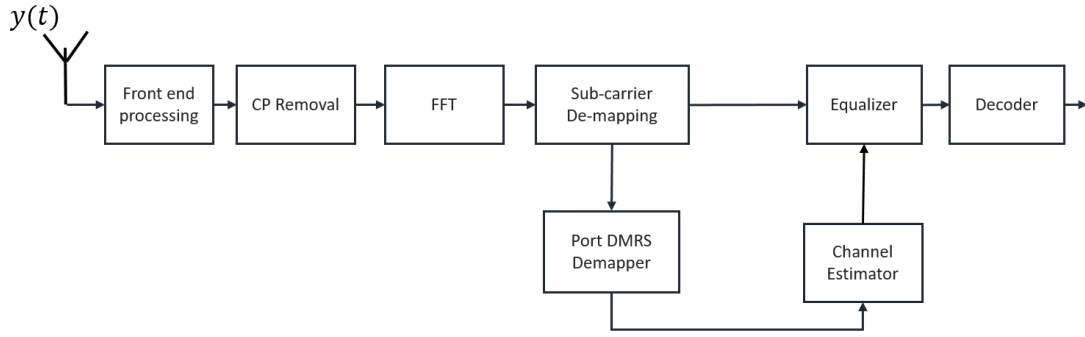 y(t)
Front end
processing
CP Removal
FFT
Sub-carrier
De-mapping
Equalizer
Decoder
Port DMRS
Demapper
Channel
Estimator